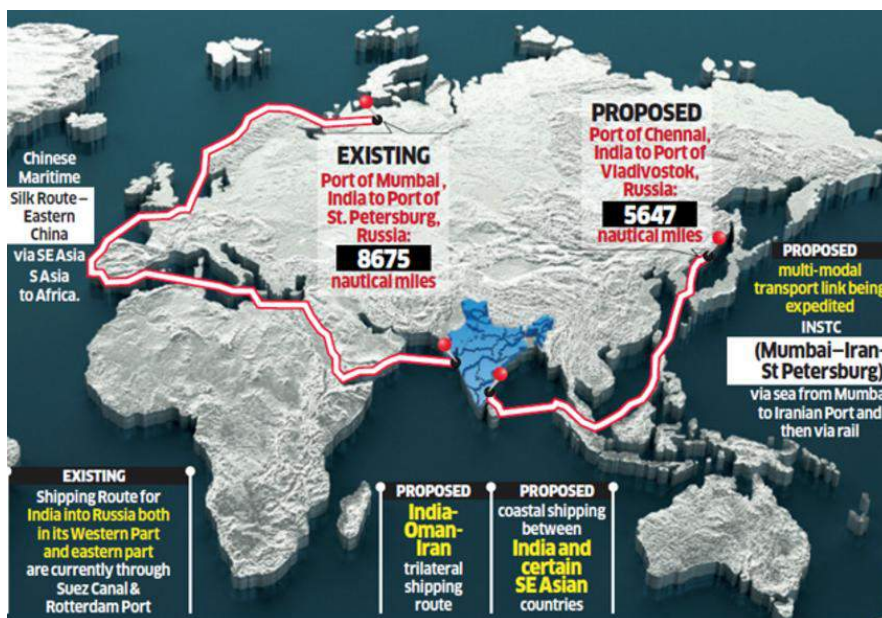 Chinese
Maritime
Silk Route –
Eastern
China
via SE Asia
S Asia
to Africa.
EXISTING
Port of Mumbai ,
India to Port of
St. Petersburg,
Russia:
8675
nautical miles
PROPOSED
Port of Chennai,
India to Port of
Vladivostok,
Russia:
5647
nautical miles
PROPOSED
multi-modal
transport link being
expedited
INSTC
(Mumbai–Iran–
St Petersburg)
via sea from Mumba
to Iranian Port and
then via rail
EXISTING
Shipping Route for
India into Russia both
in its Western Part
and eastern part
are currently through
Suez Canal &
Rotterdam Port
PROPOSED
India-
Oman-
Iran
trilateral
shipping
route
PROPOSED
coastal shipping
between
India and
certain
SE Asian
countries